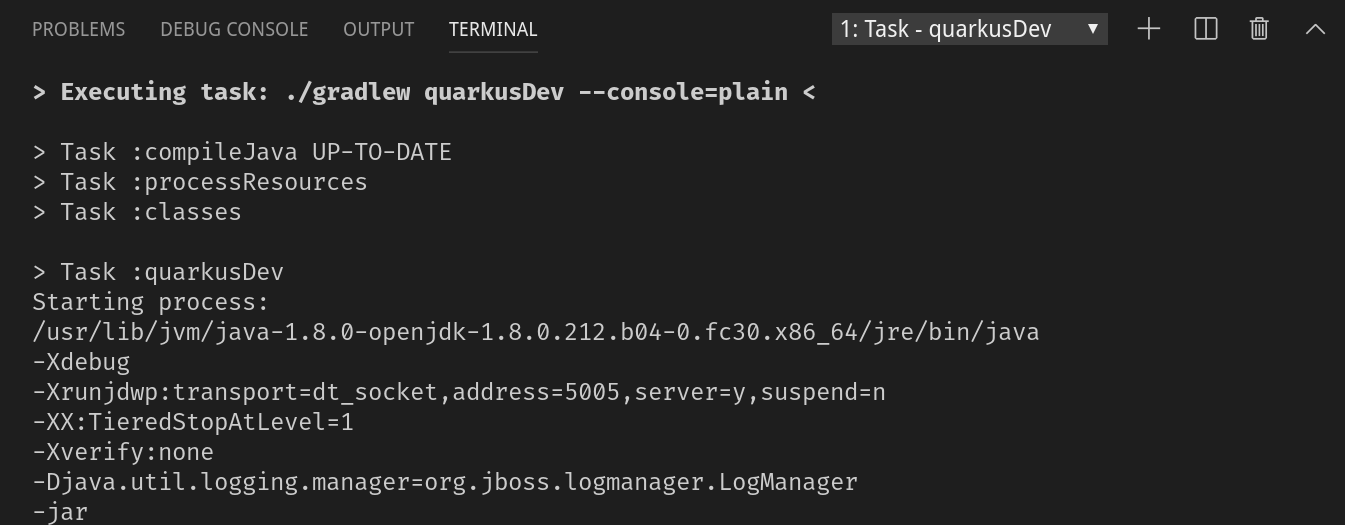 PROBLEMS DEBUG CONSOLE OUTPUT TERMINAL 1: Task - quarkusDev
> Executing task: ./gradlew quarkusDev --console=plain <
> Task :compileJava UP-TO-DATE
> Task :processResources
> Task :classes
> Task :quarkusDev
Starting process:
/usr/lib/jvm/java-1.8.0-openjdk-1.8.0.212.b04-0.fc30.x86_64/jre/bin/java
-Xdebug
-Xrunjdwp:transport=dt_socket,address=5005,server=y,suspend=n
-XX:TieredStopAtLevel=1
-Xverify:none
-Djava.util.logging.manager=org.jboss.logmanager.LogManager
-jar